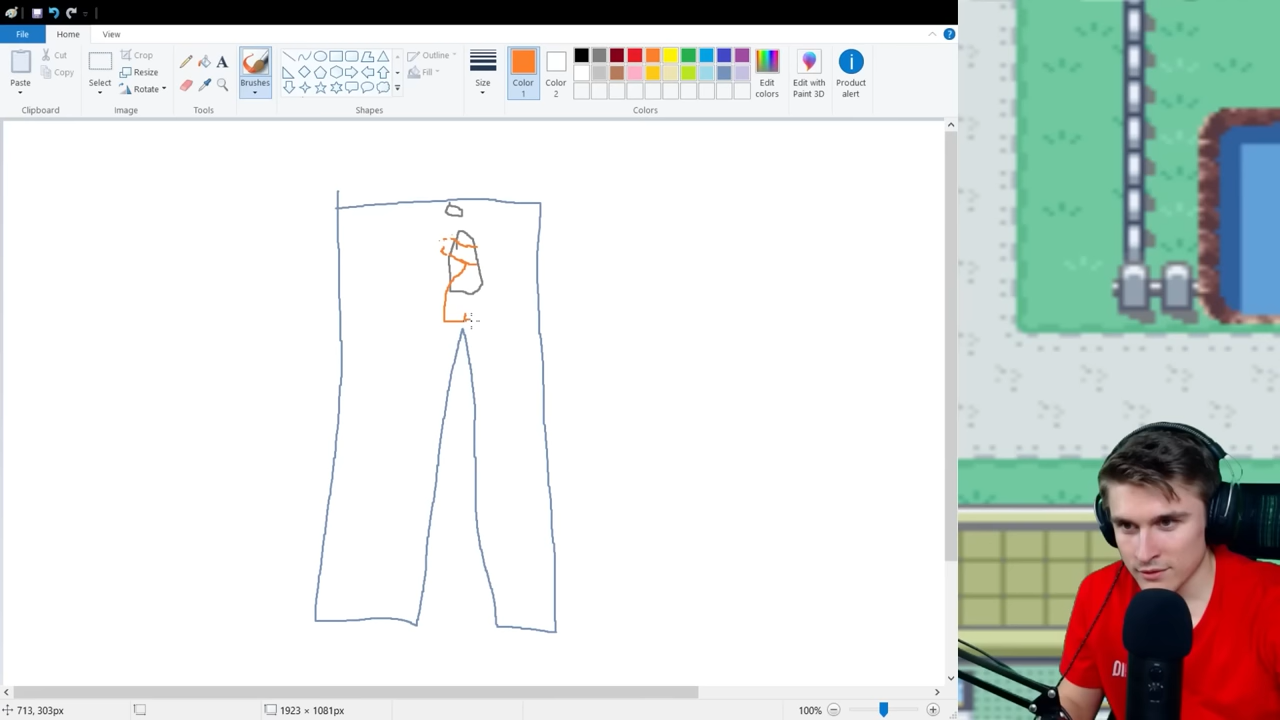 File
Home
View
Paste
Cut
Copy
Clipboard
Select
Crop
Resize
Rotate
Image
Tools
Brushes
Shapes
Outline
Fill
Size
Color 1
Color 2
Edit colors
Colors
Edit with Paint 3D
Product alert
713, 303px
1923 × 1081px
100%